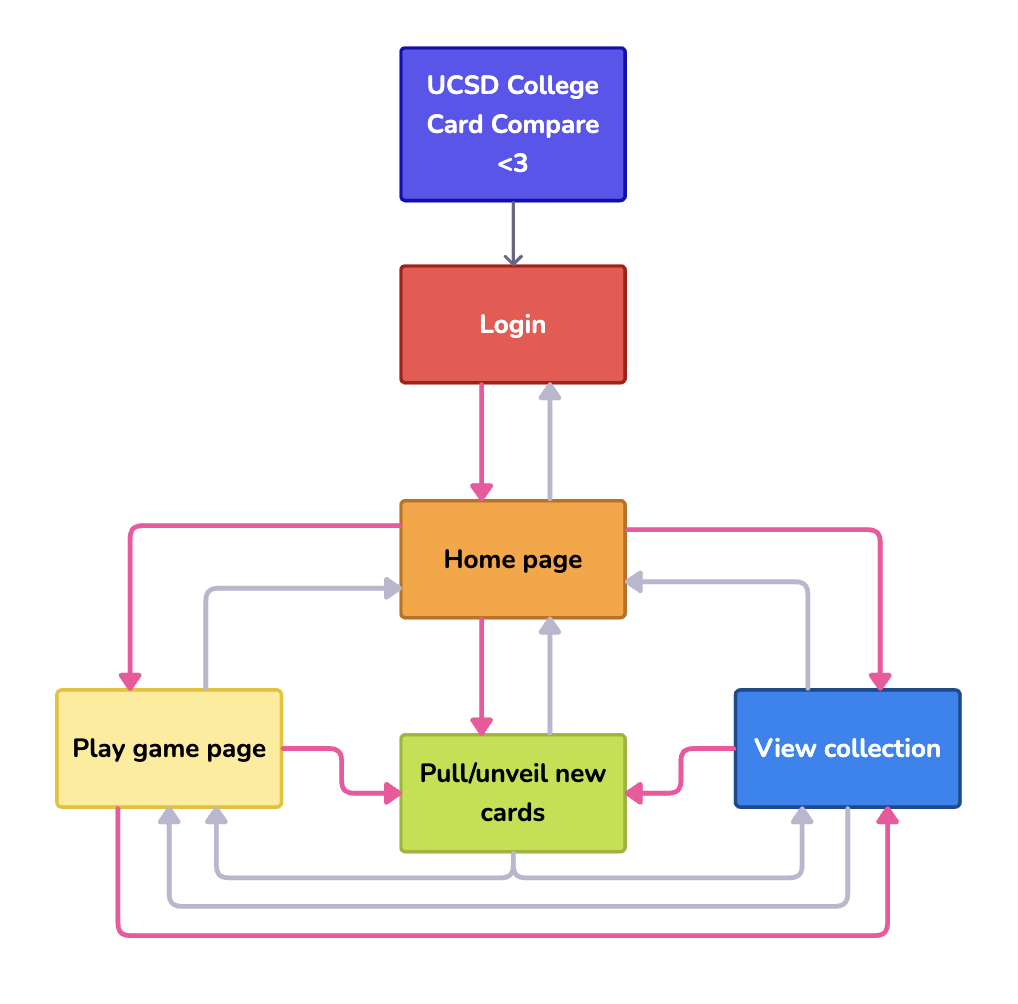 UCSD College
Card Compare
<3
Login
Home page
Play game page
Pull/unveil new
cards
View collection